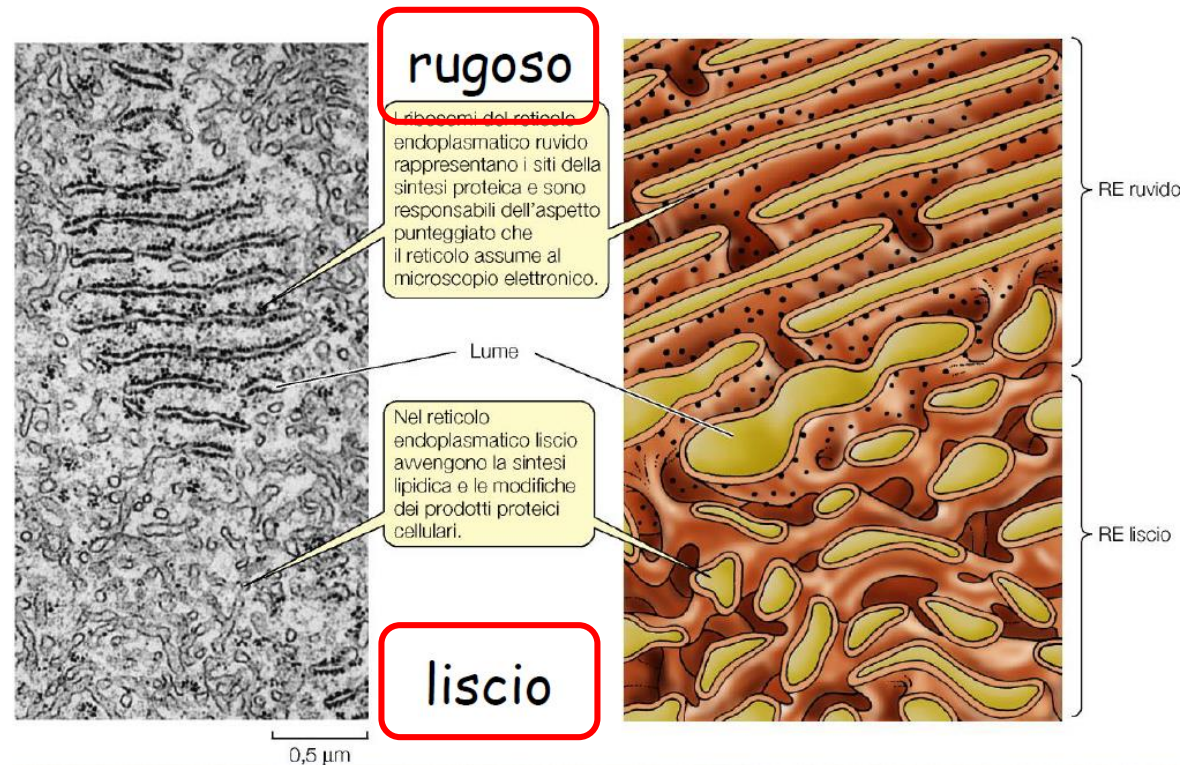 rugoso
I ribosomi del reticolo
endoplasmatico ruvido
rappresentano i siti della
sintesi proteica e sono
responsabili dell'aspetto
punteggiato che
il reticolo assume al
microscopio elettronico.
RE ruvido
Lume
Nel reticolo
endoplasmatico liscio
avvengono la sintesi
lipidica e le modifiche
dei prodotti proteici
cellulari.
RE liscio
liscio
0,5 µm